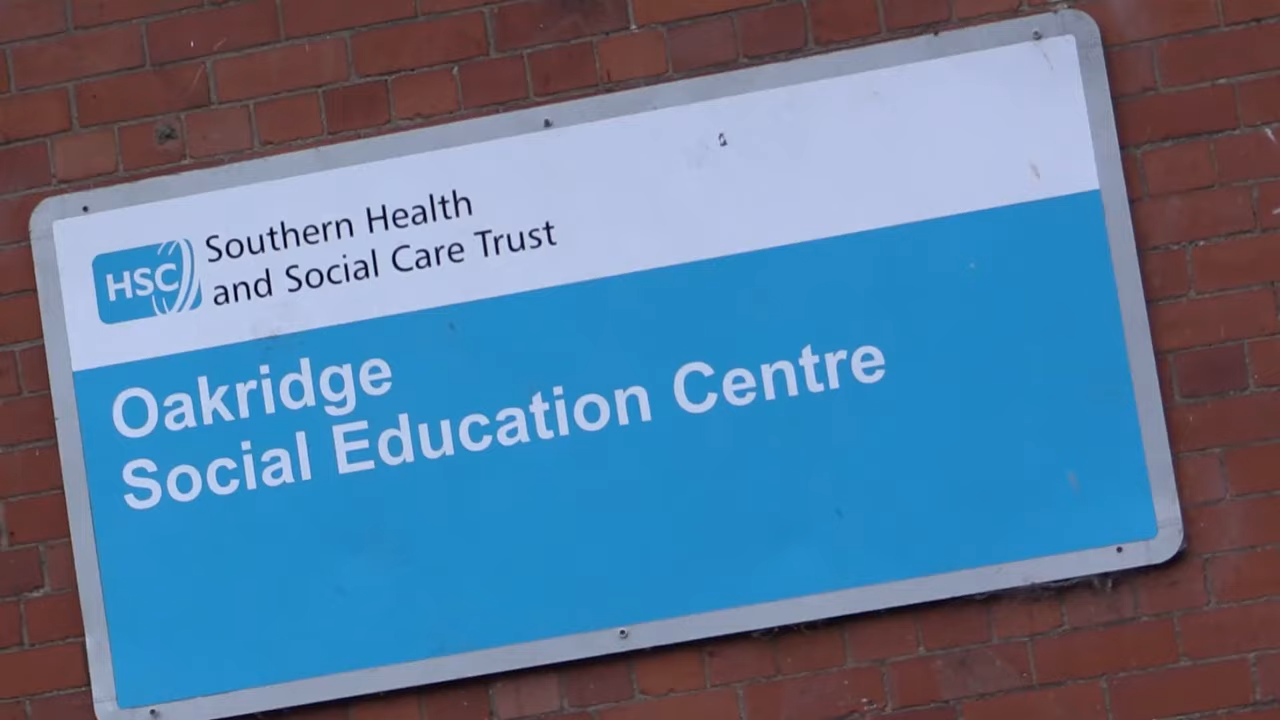 HSC
Southern Health
and Social Care Trust
Oakridge
Social Education Centre